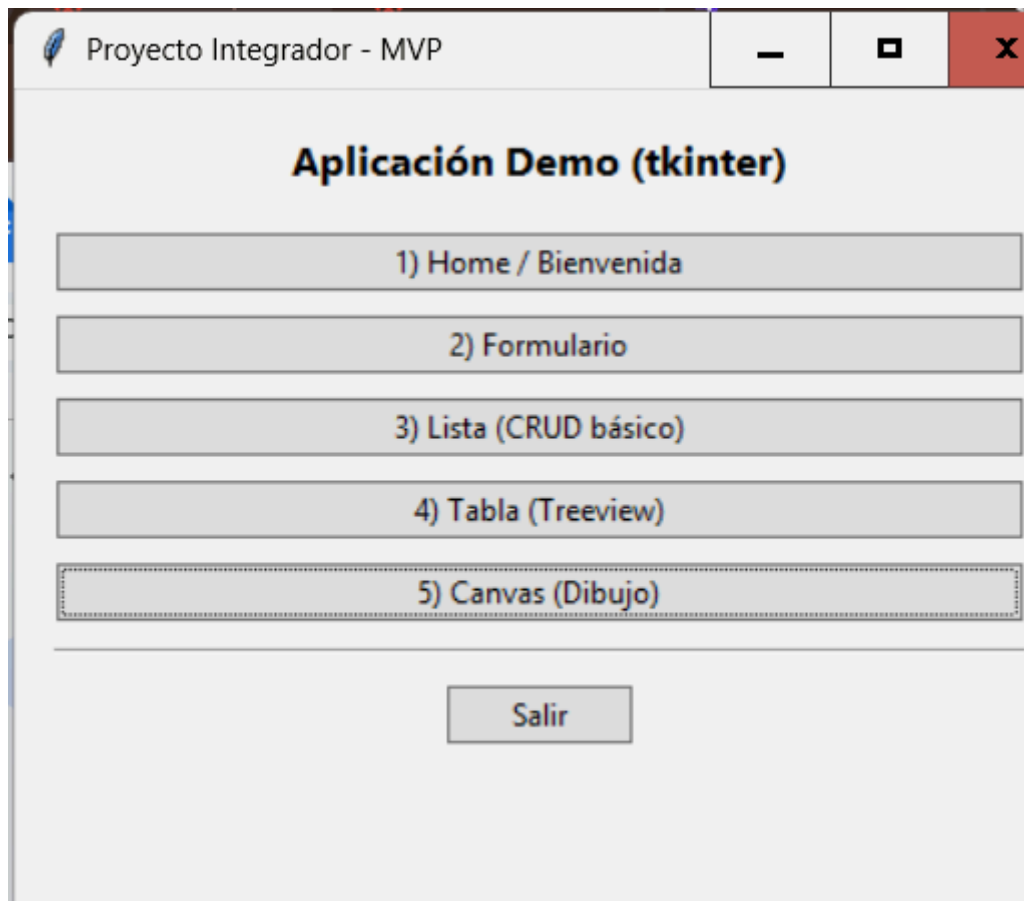 Proyecto Integrador - MVP
Aplicación Demo (tkinter)
1) Home / Bienvenida
2) Formulario
3) Lista (CRUD básico)
4) Tabla (Treeview)
5) Canvas (Dibujo)
Salir